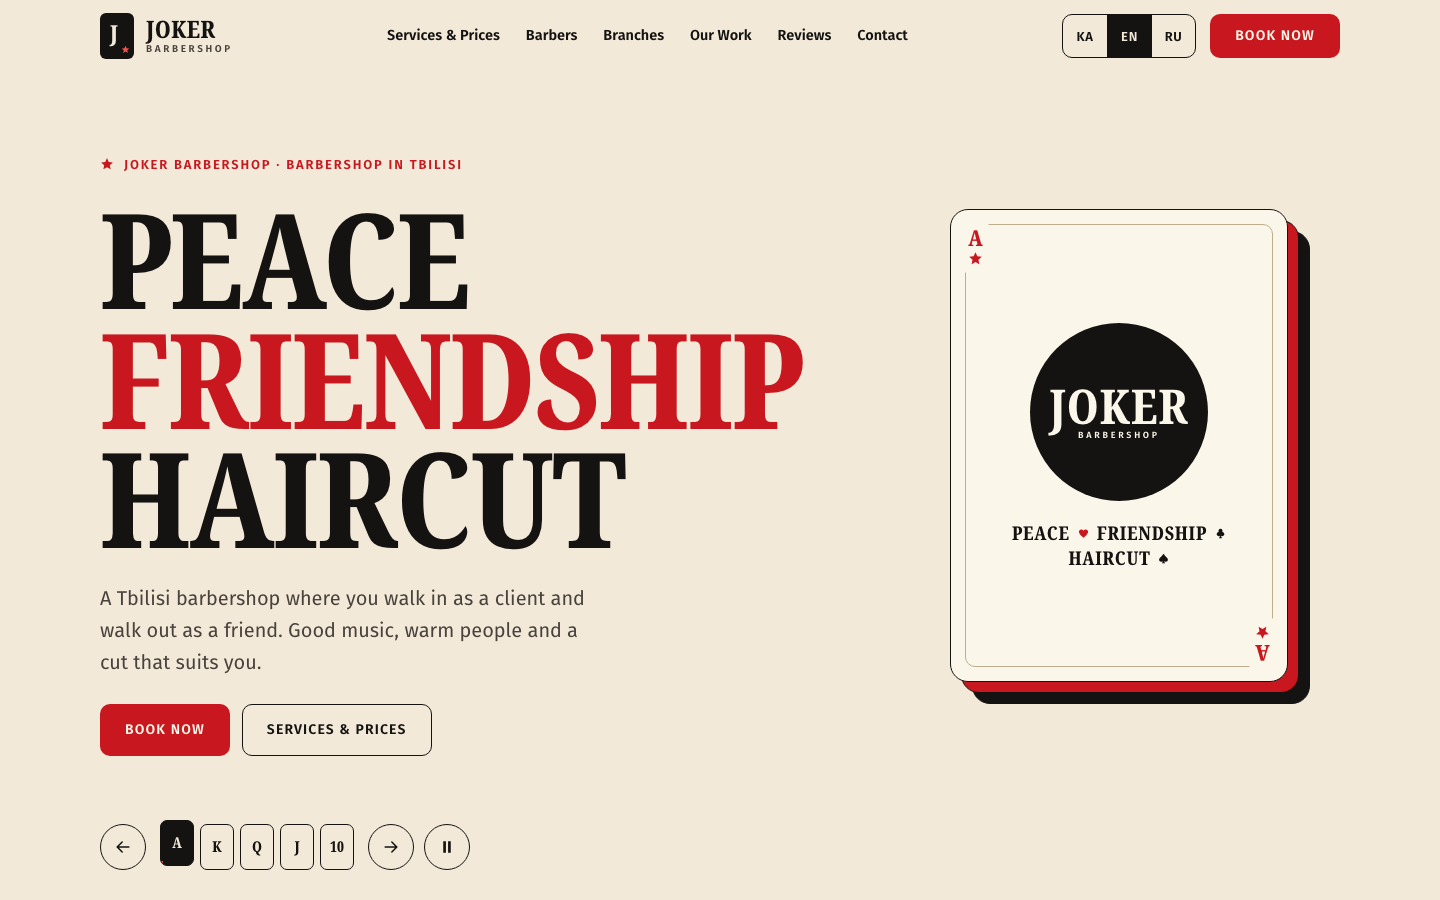 J
JOKER
BARBERSHOP
Services & Prices
Barbers
Branches
Our Work
Reviews
Contact
KA
EN
RU
BOOK NOW
JOKER BARBERSHOP · BARBERSHOP IN TBILISI
PEACE
FRIENDSHIP
HAIRCUT
A Tbilisi barbershop where you walk in as a client and
walk out as a friend. Good music, warm people and a
cut that suits you.
BOOK NOW
SERVICES & PRICES
A
K
Q
J
10
A
JOKER
BARBERSHOP
PEACE ♥ FRIENDSHIP ♣
HAIRCUT ♠
A